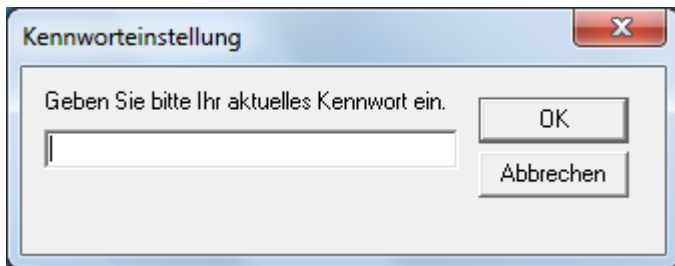 Kennworteinstellung
Geben Sie bitte Ihr aktuelles Kennwort ein.
OK
Abbrechen